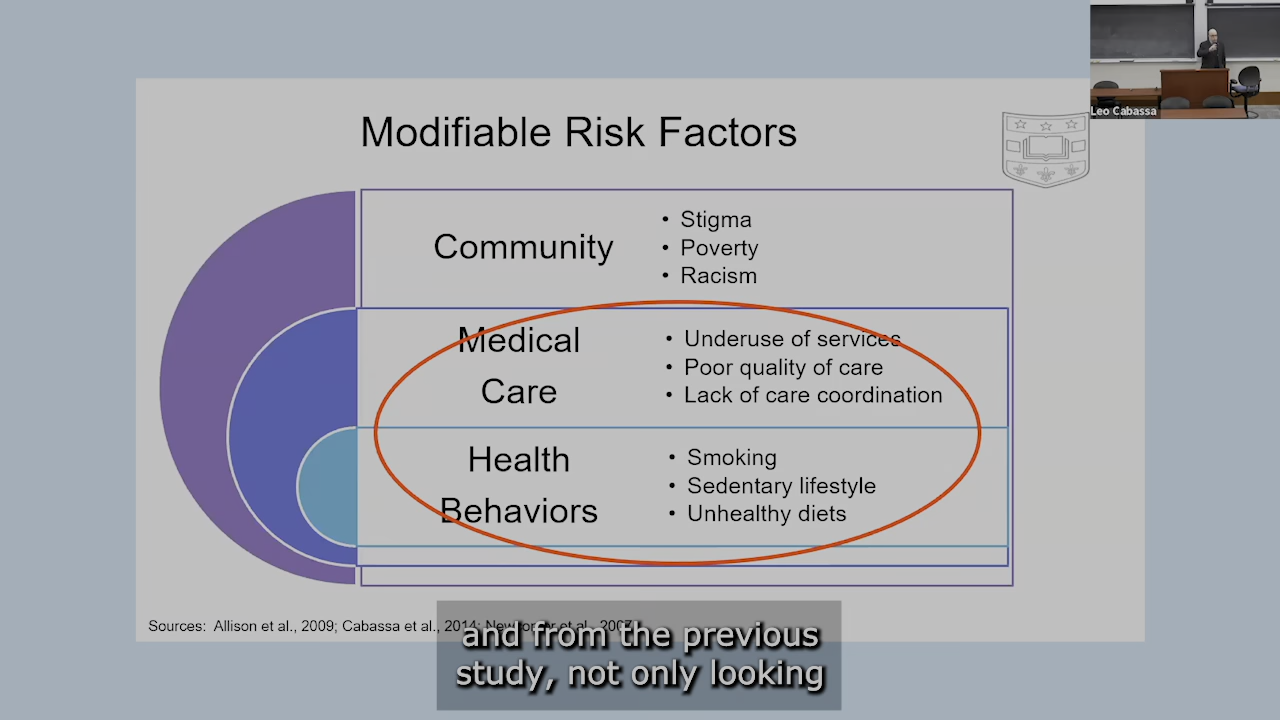 Leo Cabassa
Modifiable Risk Factors
Community
• Stigma
• Poverty
• Racism
Medical
Care
• Underuse of services
• Poor quality of care
• Lack of care coordination
Health
Behaviors
• Smoking
• Sedentary lifestyle
• Unhealthy diets
Sources: Allison et al., 2009; Cabassa et al., 2014; et al.,
and from the previous
study, not only looking